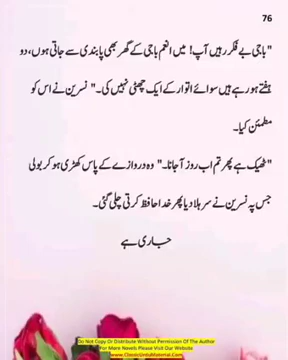 76
"باجی بے فکر رہیں آپ! میں انعم باجی کے گھر بھی پابندی سے جاتی ہوں، دو
ہفتے ہو رہے ہیں سوائے اتوار کے ایک چھٹی نہیں کی۔" نسرین نے اس کو
مطمئن کیا۔
"ٹھیک ہے پھر تم اب روز آجانا۔" وہ دروازے کے پاس کھڑی ہو کر بولی
جس پہ نسرین نے سر ہلا دیا پھر خدا حافظ کرتی چلی گئی۔
جاری ہے
Do Not Copy Or Distribute Without Permission Of The Author
For More Novels Please Visit Our Website
www.ClassicUrduMaterial.Com